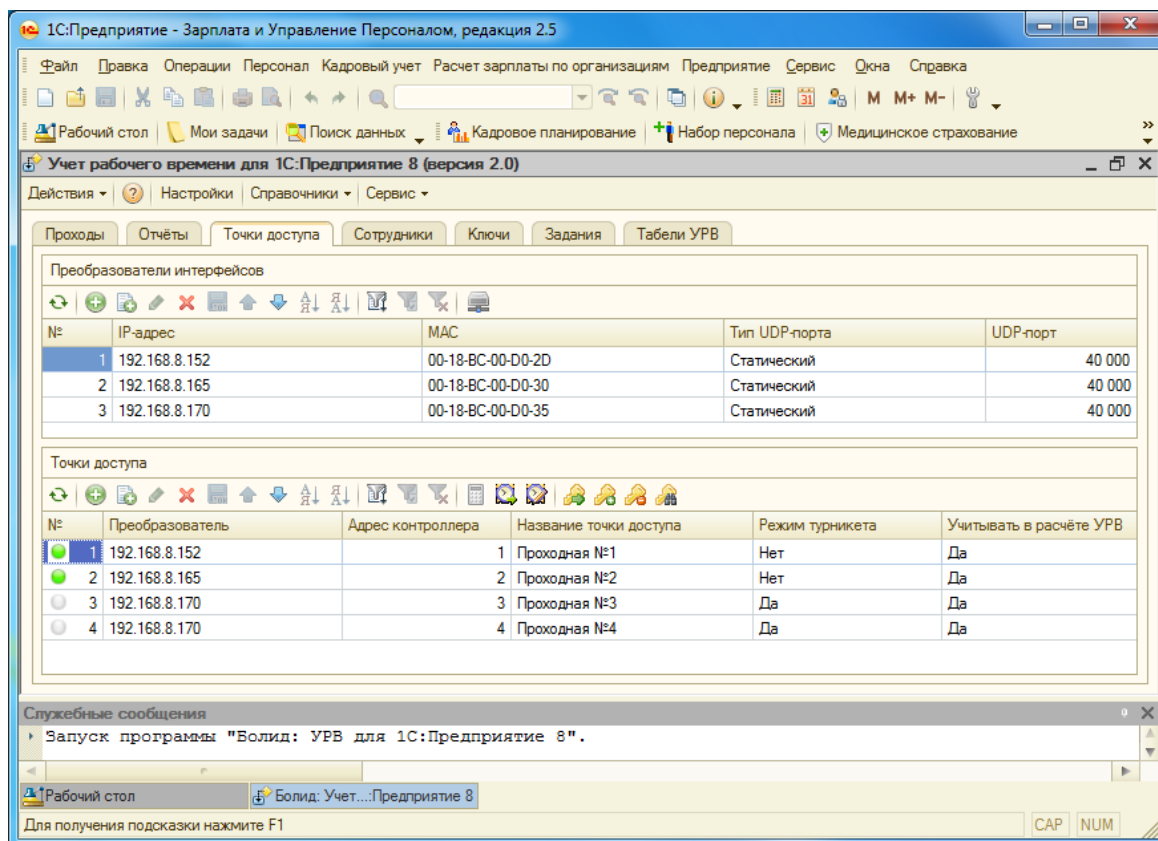 1С:Предприятие - Зарплата и Управление Персоналом, редакция 2.5
Файл Правка Операции Персонал Кадровый учет Расчет зарплаты по организациям Предприятие Сервис Окна Справка
M M+ M-
Рабочий стол Мои задачи Поиск данных Кадровое планирование Набор персонала Медицинское страхование
Учет рабочего времени для 1С:Предприятие 8 (версия 2.0)
Действия Настройки Справочники Сервис
Проходы Отчёты Точки доступа Сотрудники Ключи Задания Табели УРВ
Преобразователи интерфейсов
№ IP-адрес MAC Тип UDP-порта UDP-порт
1 192.168.8.152 00-18-BC-00-D0-2D Статический 40 000
2 192.168.8.165 00-18-BC-00-D0-30 Статический 40 000
3 192.168.8.170 00-18-BC-00-D0-35 Статический 40 000
Точки доступа
№ Преобразователь Адрес контроллера Название точки доступа Режим турникета Учитывать в расчёте УРВ
1 192.168.8.152 1 Проходная №1 Нет Да
2 192.168.8.165 2 Проходная №2 Нет Да
3 192.168.8.170 3 Проходная №3 Да Да
4 192.168.8.170 4 Проходная №4 Да Да
Служебные сообщения
Запуск программы "Болид: УРВ для 1С:Предприятие 8".
Рабочий стол Болид: Учет...:Предприятие 8
Для получения подсказки нажмите F1 CAP NUM